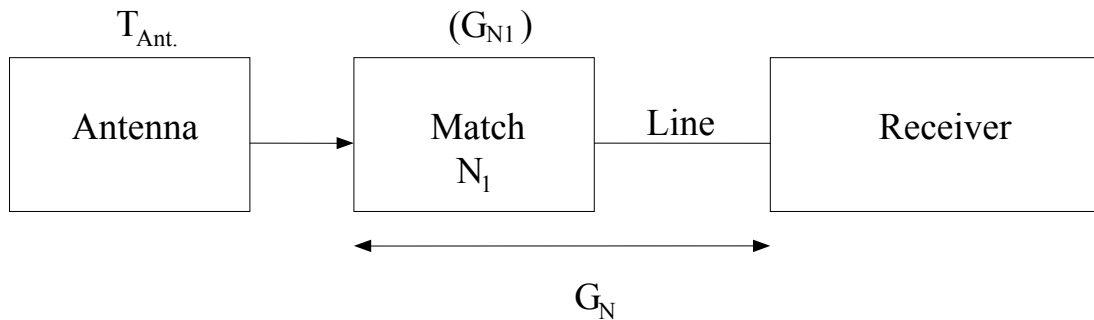 T_Ant.
(G_N1)
Antenna
Match
N_1
Line
Receiver
G_N